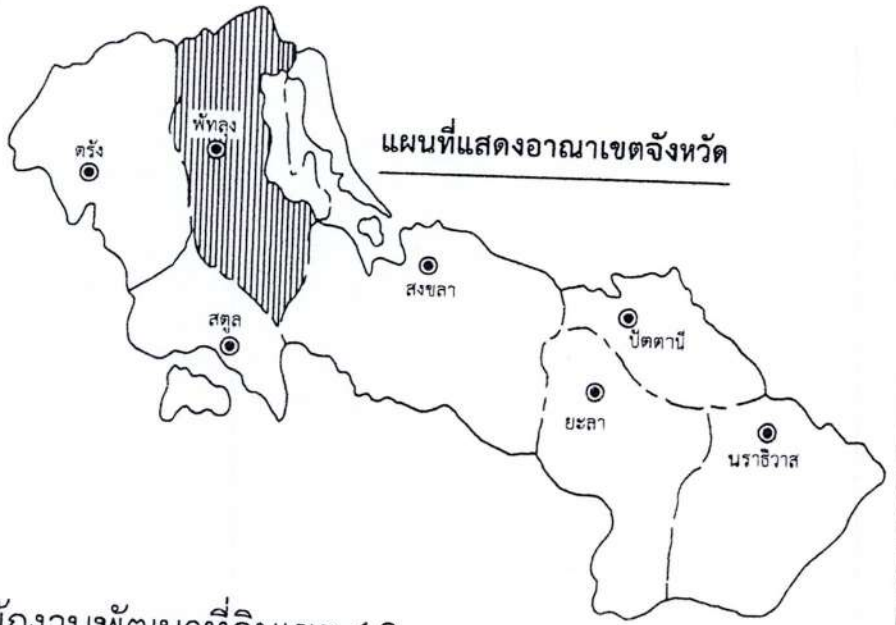 แผนที่แสดงอาณาเขตจังหวัด
พัทลุง
ตรัง
สงขลา
สตูล
ปัตตานี
ยะลา
นราธิวาส